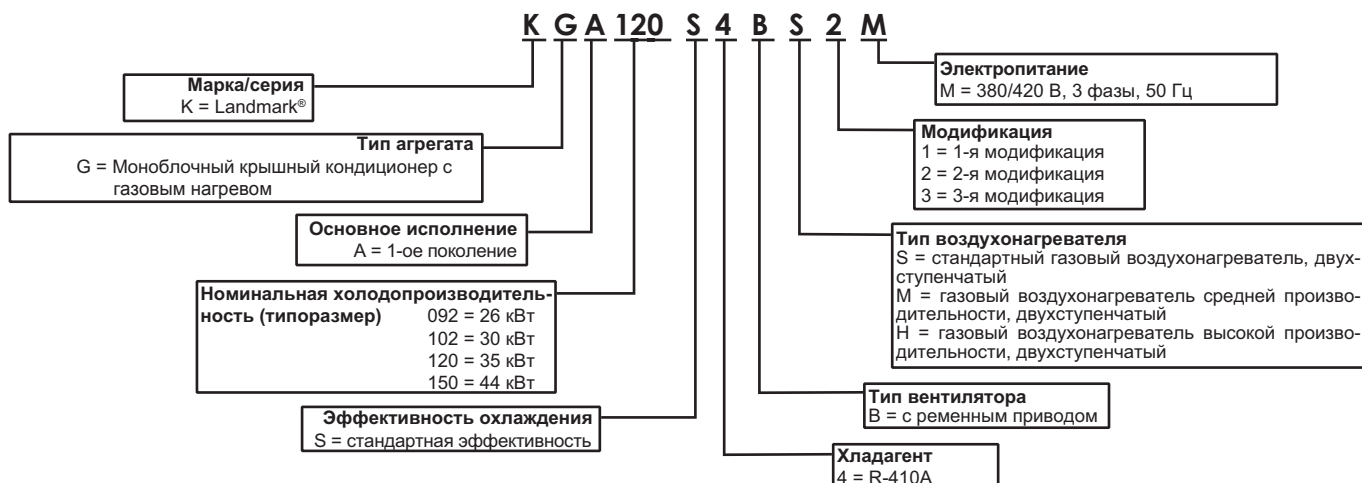 K G A 120 S 4 B S 2 M
Марка/серия
K = Landmark®
Тип агрегата
G = Моноблочный крышный кондиционер с
газовым нагревом
Основное исполнение
A = 1-ое поколение
Номинальная холодопроизводитель-
ность (типоразмер) 092 = 26 кВт
102 = 30 кВт
120 = 35 кВт
150 = 44 кВт
Эффективность охлаждения
S = стандартная эффективность
Электропитание
M = 380/420 В, 3 фазы, 50 Гц
Модификация
1 = 1-я модификация
2 = 2-я модификация
3 = 3-я модификация
Тип воздухонагревателя
S = стандартный газовый воздухонагреватель, двух-
ступенчатый
M = газовый воздухонагреватель средней произво-
дительности, двухступенчатый
H = газовый воздухонагреватель высокой произво-
дительности, двухступенчатый
Тип вентилятора
B = с ременным приводом
Хладагент
4 = R-410A